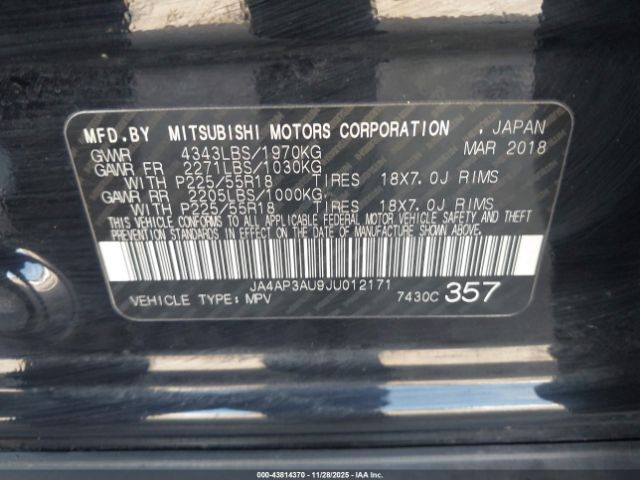 MFD.BY MITSUBISHI MOTORS CORPORATION , JAPAN
GVWR 4343LBS/1970KG MAR 2018
GAWR FR 2271LBS/1030KG
WITH P225/55R18 TIRES 18X7.0J RIMS
GAWR RR 2205LBS/1000KG
WITH P225/55R18 TIRES 18X7.0J RIMS
THIS VEHICLE CONFORMS TO ALL APPLICABLE FEDERAL MOTOR VEHICLE SAFETY AND THEFT
PREVENTION STANDARDS IN EFFECT ON THE DATE OF MANUFACTURE SHOWN ABOVE.
JA4AP3AU9JU012171
VEHICLE TYPE: MPV 7430C 357
000-43814370 11/28/2025 - IAAI.CA